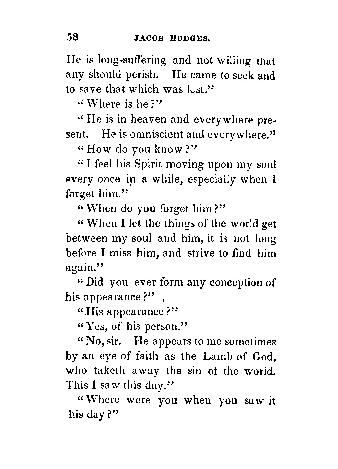 58 JACOB HODGES.
He is long-suffering and not willing that
any should perish. He came to seek and
to save that which was lost."
"Where is he?"
"He is in heaven and everywhere pre-
sent. He is omniscient and everywhere."
"How do you know?"
"I feel his Spirit moving upon my soul
every once in a while, especially when I
forget him."
"When do you forget him?"
"When I let the things of the world get
between my soul and him, it is not long
before I miss him, and strive to find him
again."
"Did you ever form any conception of
his appearance?"
"His appearance?"
"Yes, of his person."
"No, sir. He appears to me sometimes
by an eye of faith as the Lamb of God,
who taketh away the sin of the world.
This I saw this day."
"Where were you when you saw it
his day?"